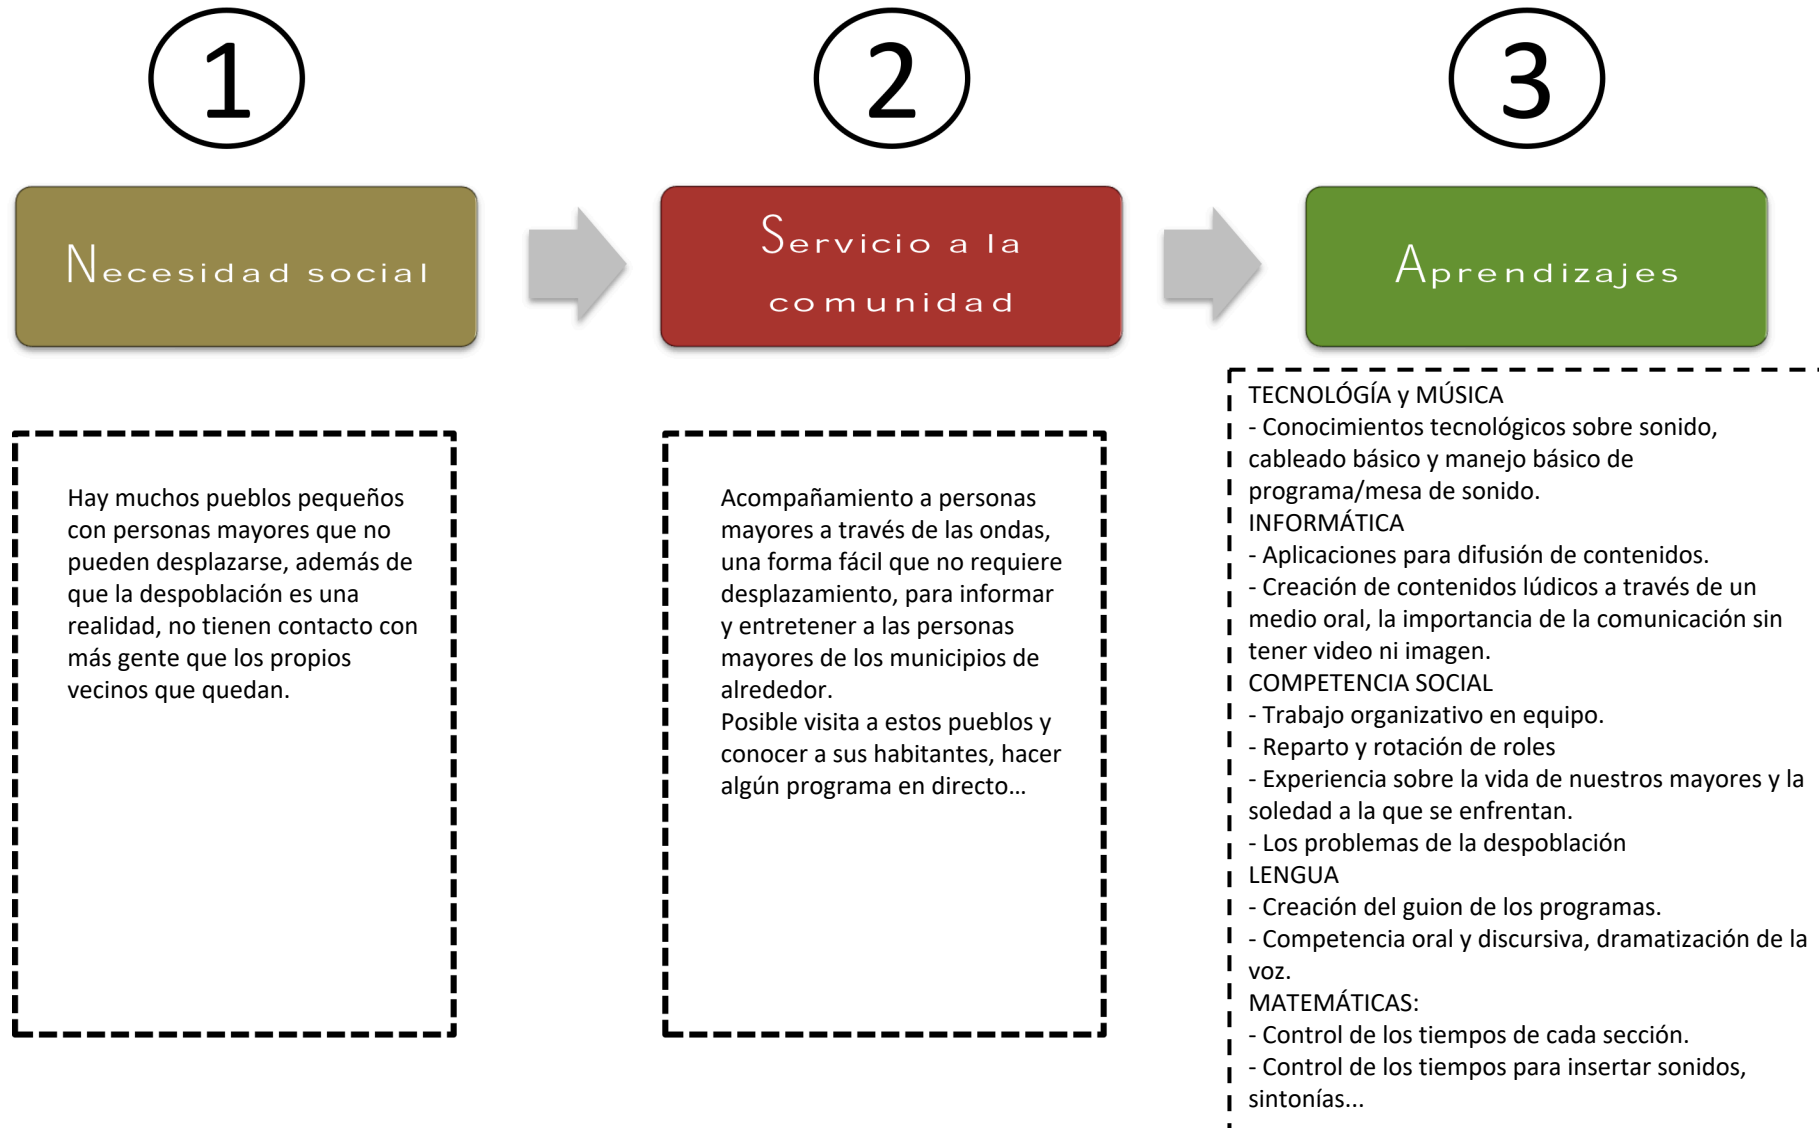 1
2
3
Necesidad social
Servicio a la
comunidad
Aprendizajes
Hay muchos pueblos pequeños
con personas mayores que no
pueden desplazarse, además de
que la despoblación es una
realidad, no tienen contacto con
más gente que los propios
vecinos que quedan.
Acompañamiento a personas
mayores a través de las ondas,
una forma fácil que no requiere
desplazamiento, para informar
y entretener a las personas
mayores de los municipios de
alrededor.
Posible visita a estos pueblos y
conocer a sus habitantes, hacer
algún programa en directo…
TECNOLÓGÍA y MÚSICA
- Conocimientos tecnológicos sobre sonido,
cableado básico y manejo básico de
programa/mesa de sonido.
INFORMÁTICA
- Aplicaciones para difusión de contenidos.
- Creación de contenidos lúdicos a través de un
medio oral, la importancia de la comunicación sin
tener video ni imagen.
COMPETENCIA SOCIAL
- Trabajo organizativo en equipo.
- Reparto y rotación de roles
- Experiencia sobre la vida de nuestros mayores y la
soledad a la que se enfrentan.
- Los problemas de la despoblación
LENGUA
- Creación del guion de los programas.
- Competencia oral y discursiva, dramatización de la
voz.
MATEMÁTICAS:
- Control de los tiempos de cada sección.
- Control de los tiempos para insertar sonidos,
sintonías...